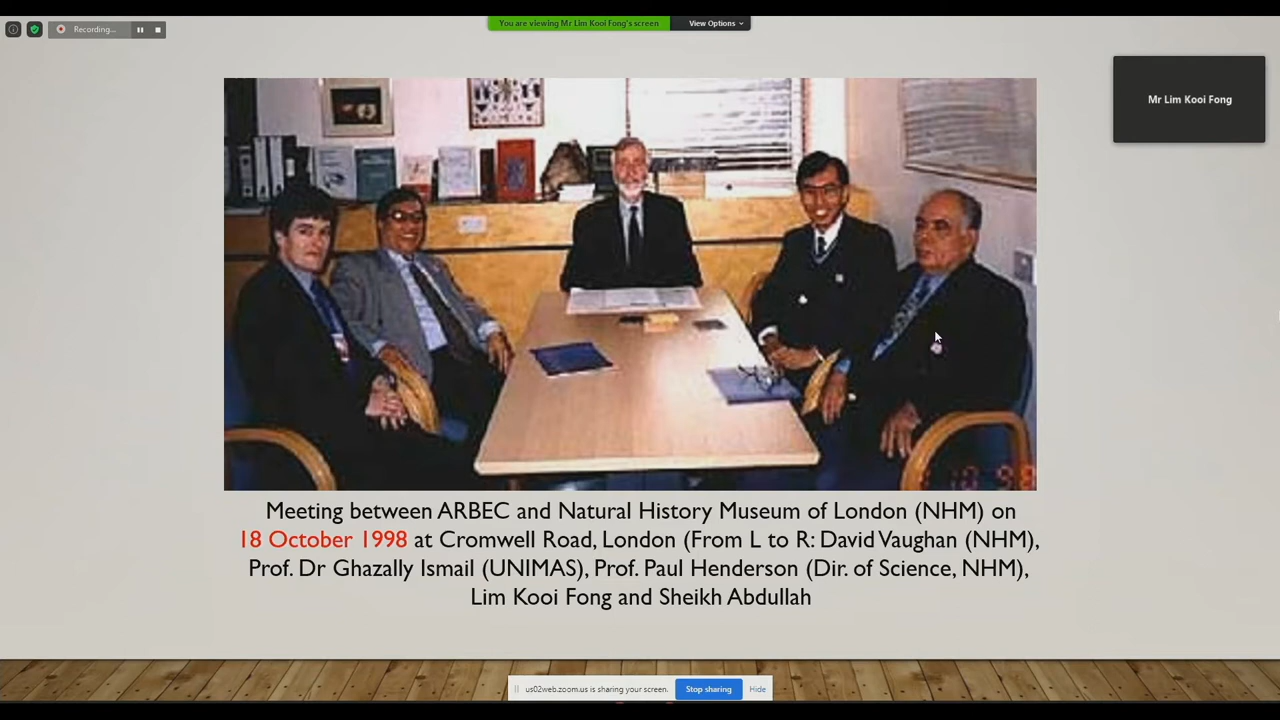 You are viewing Mr Lim Kooi Fong's screen
View Options
Recording...
Mr Lim Kooi Fong
Meeting between ARBEC and Natural History Museum of London (NHM) on
18 October 1998 at Cromwell Road, London (From L to R: David Vaughan (NHM),
Prof. Dr Ghazally Ismail (UNIMAS), Prof. Paul Henderson (Dir. of Science, NHM),
Lim Kooi Fong and Sheikh Abdullah
us02web.zoom.us is sharing your screen.
Stop sharing
Hide